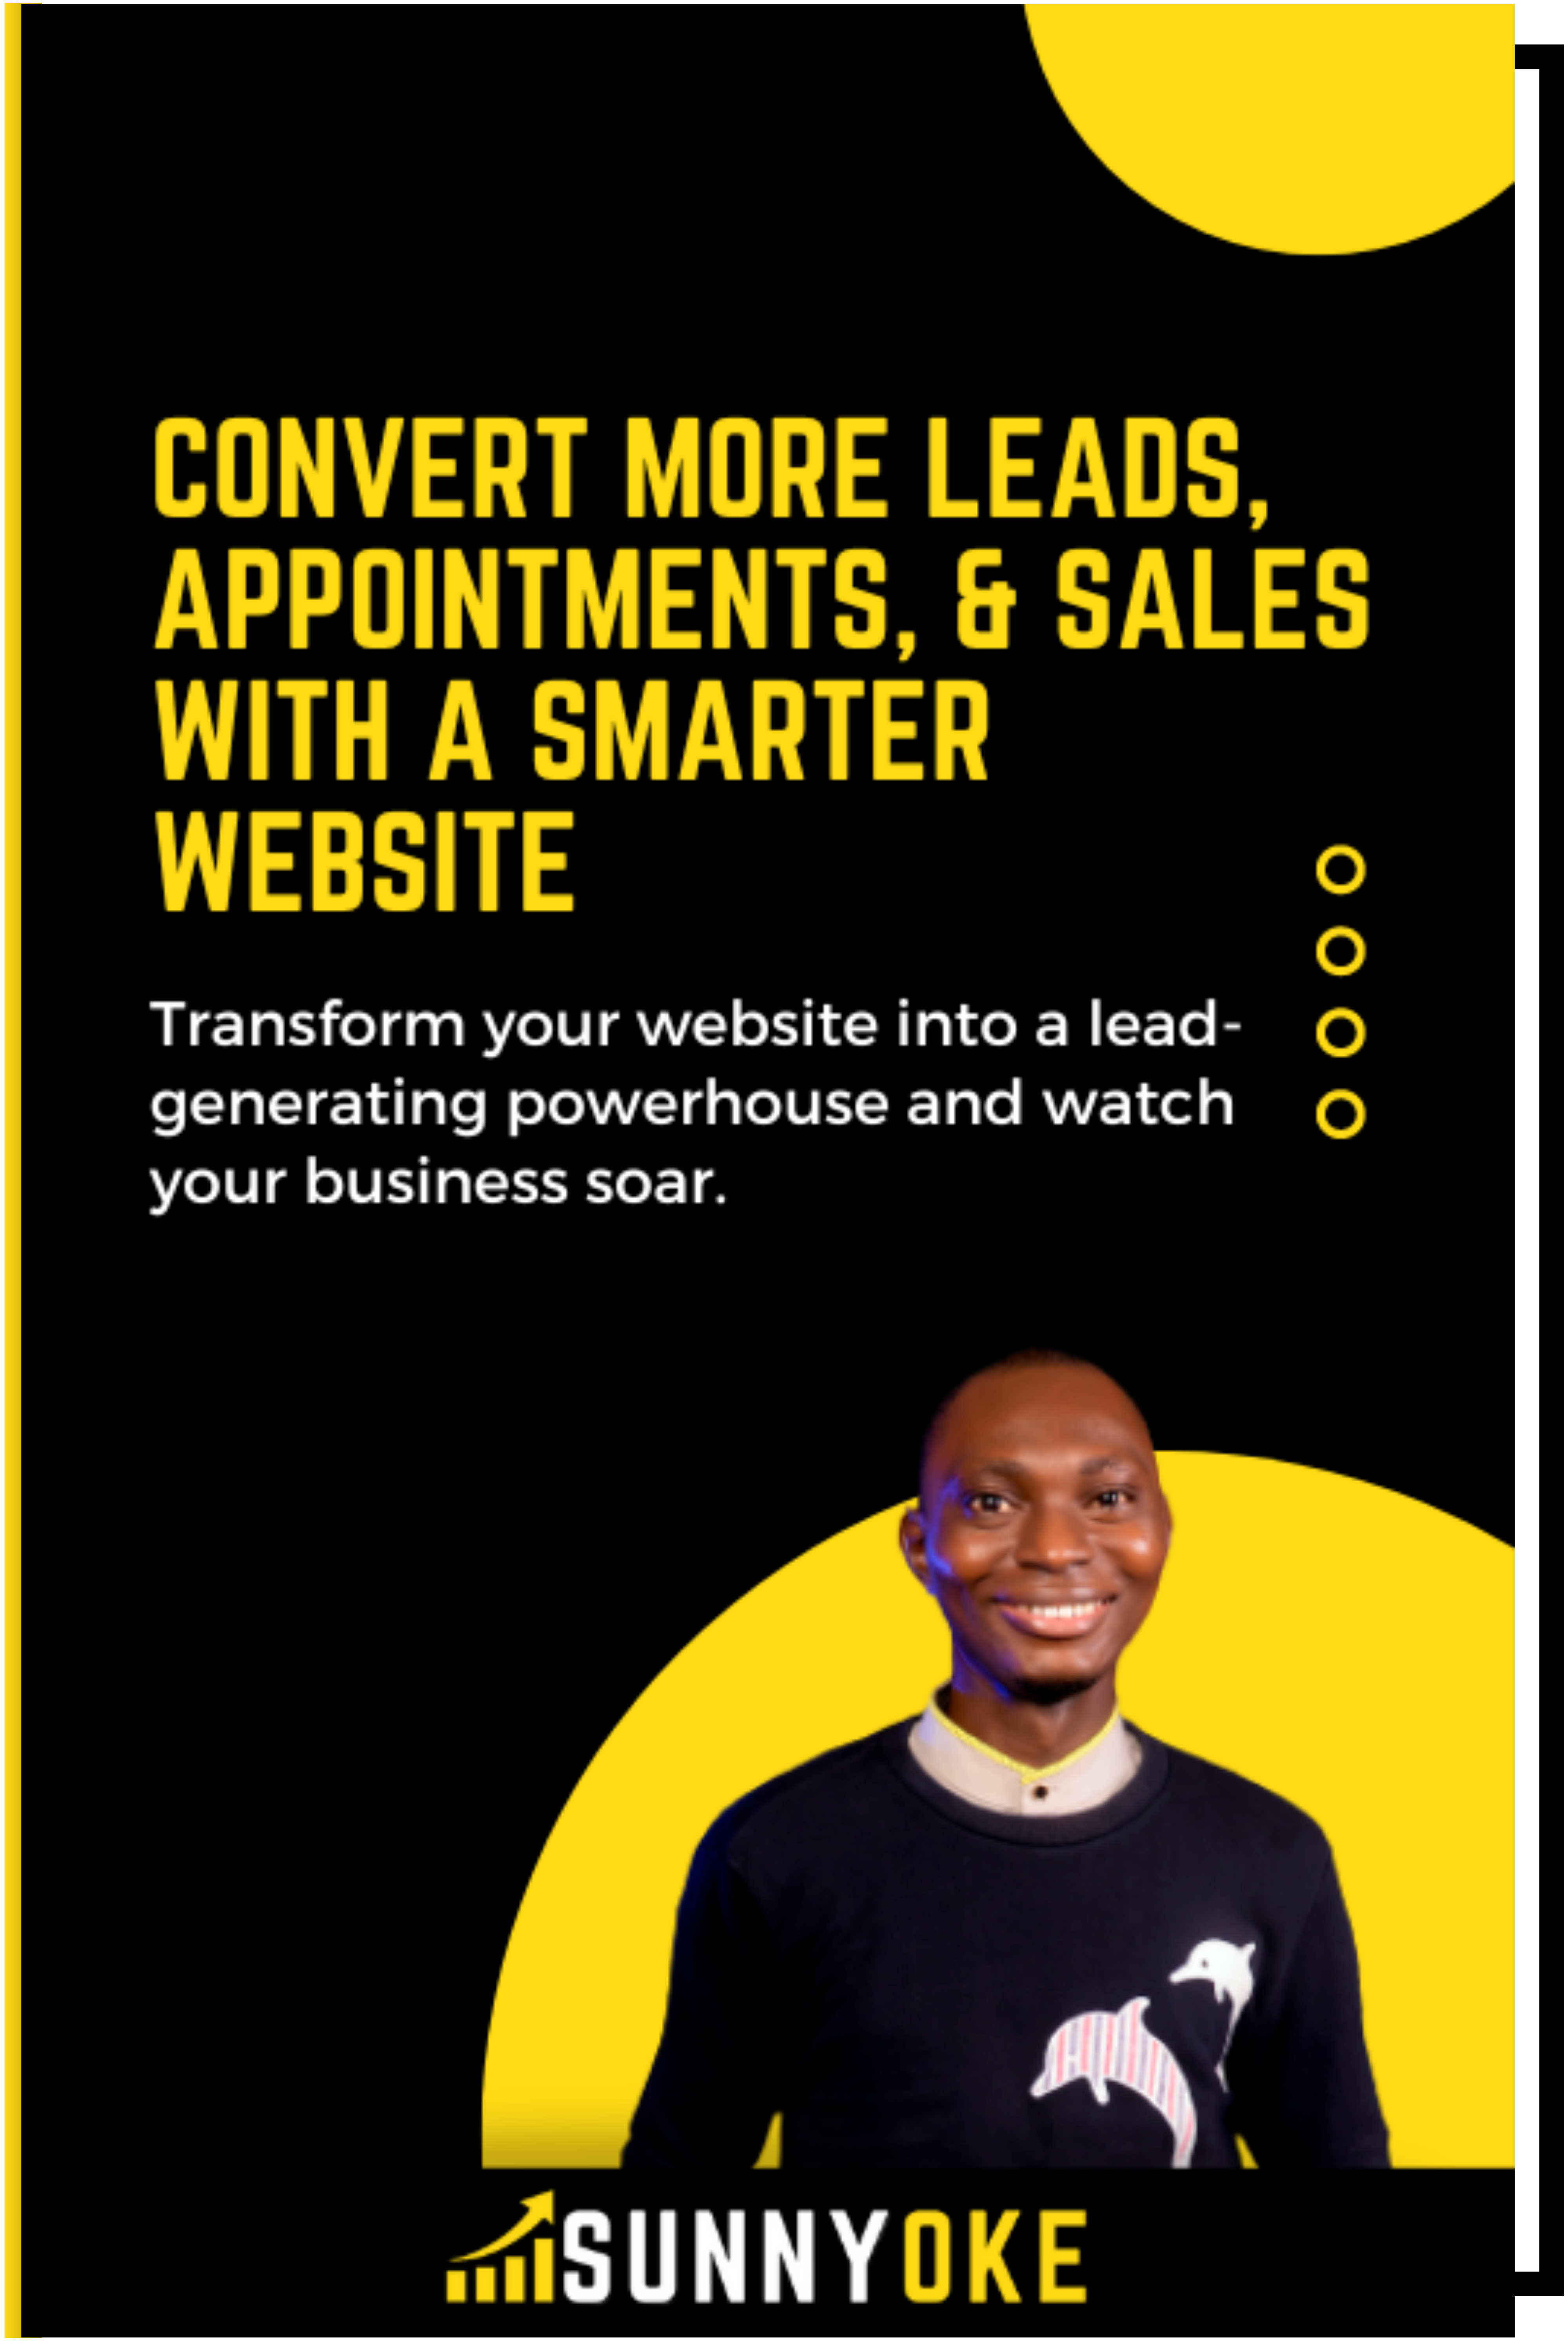 CONVERT MORE LEADS,
APPOINTMENTS, & SALES
WITH A SMARTER
WEBSITE
Transform your website into a lead-
generating powerhouse and watch
your business soar.
SUNNYOKE